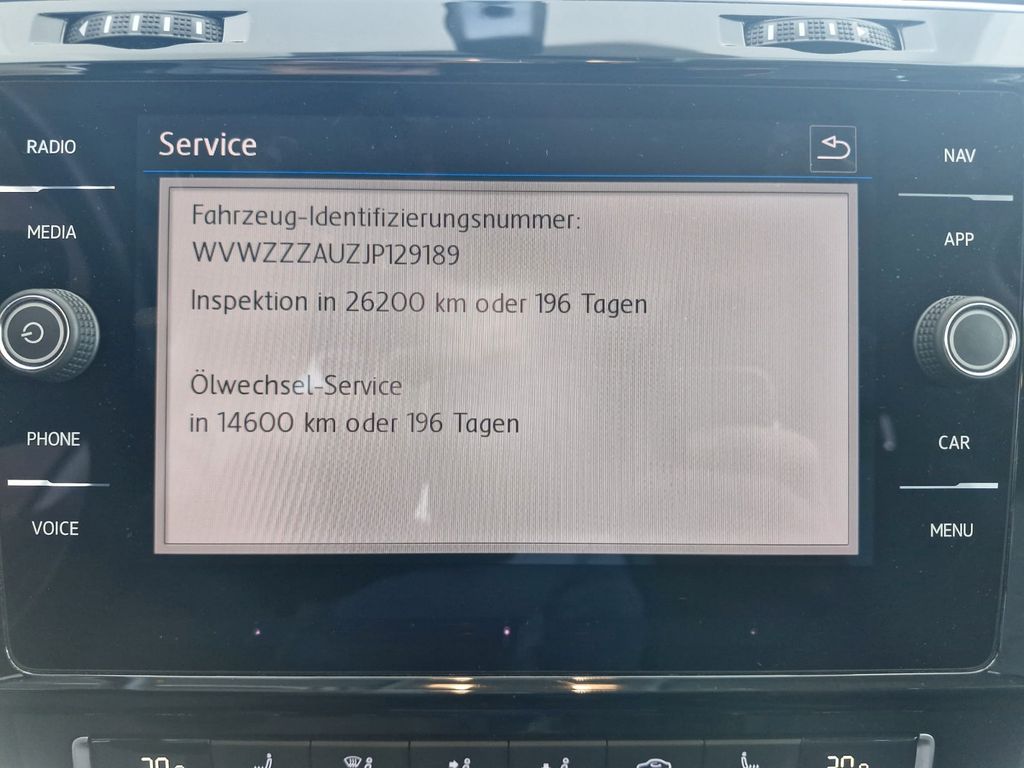 Service
RADIO
NAV
MEDIA
APP
Fahrzeug-Identifizierungsnummer:
WVWZZZAUZJP129189
Inspektion in 26200 km oder 196 Tagen
Ölwechsel-Service
in 14600 km oder 196 Tagen
PHONE
CAR
VOICE
MENU